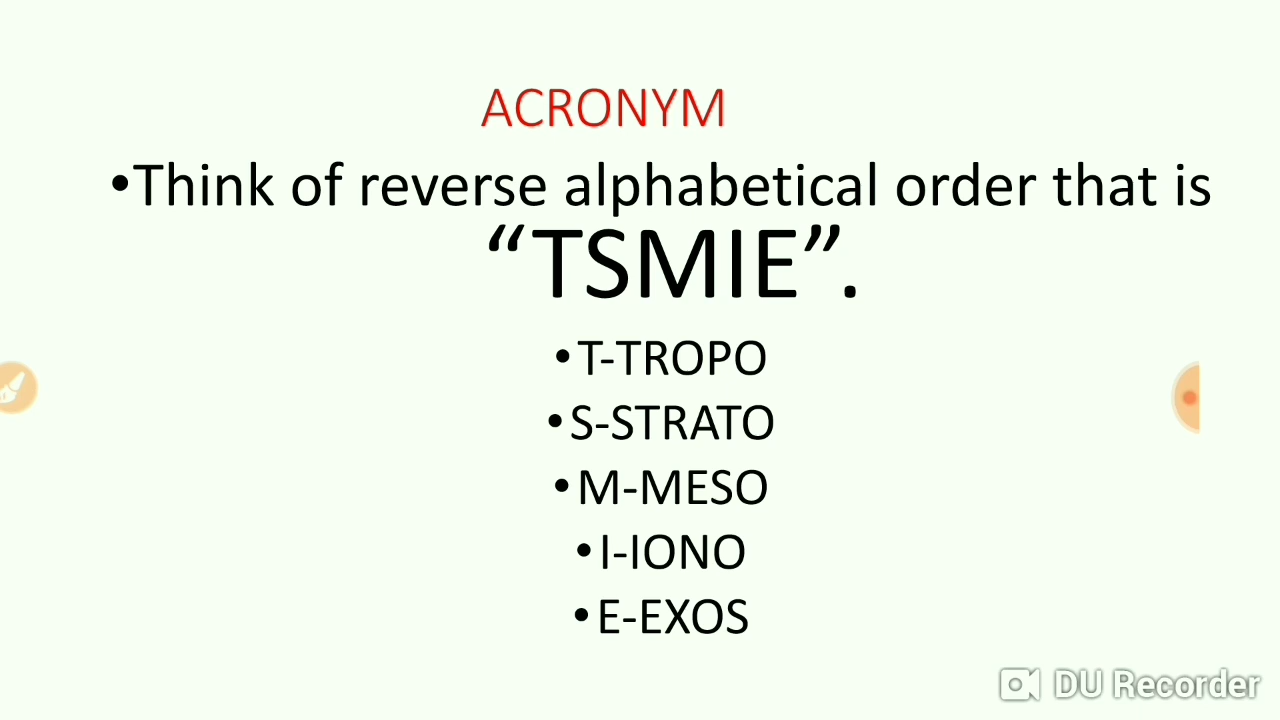 ACRONYM
•Think of reverse alphabetical order that is
“TSMIE”.
•T-TROPO
•S-STRATO
•M-MESO
•I-IONO
•E-EXOS
DU Recorder